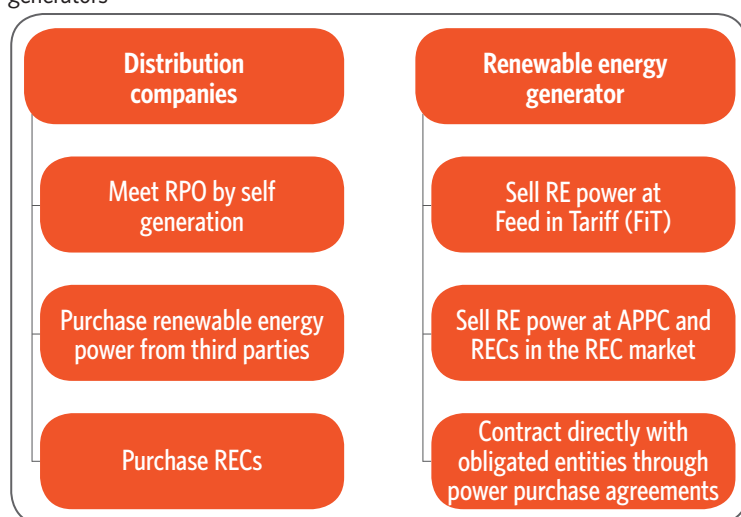 generators
Distribution
companies
Meet RPO by self
generation
Purchase renewable energy
power from third parties
Purchase RECs
Renewable energy
generator
Sell RE power at
Feed in Tariff (FiT)
Sell RE power at APPC and
RECs in the REC market
Contract directly with
obligated entities through
power purchase agreements